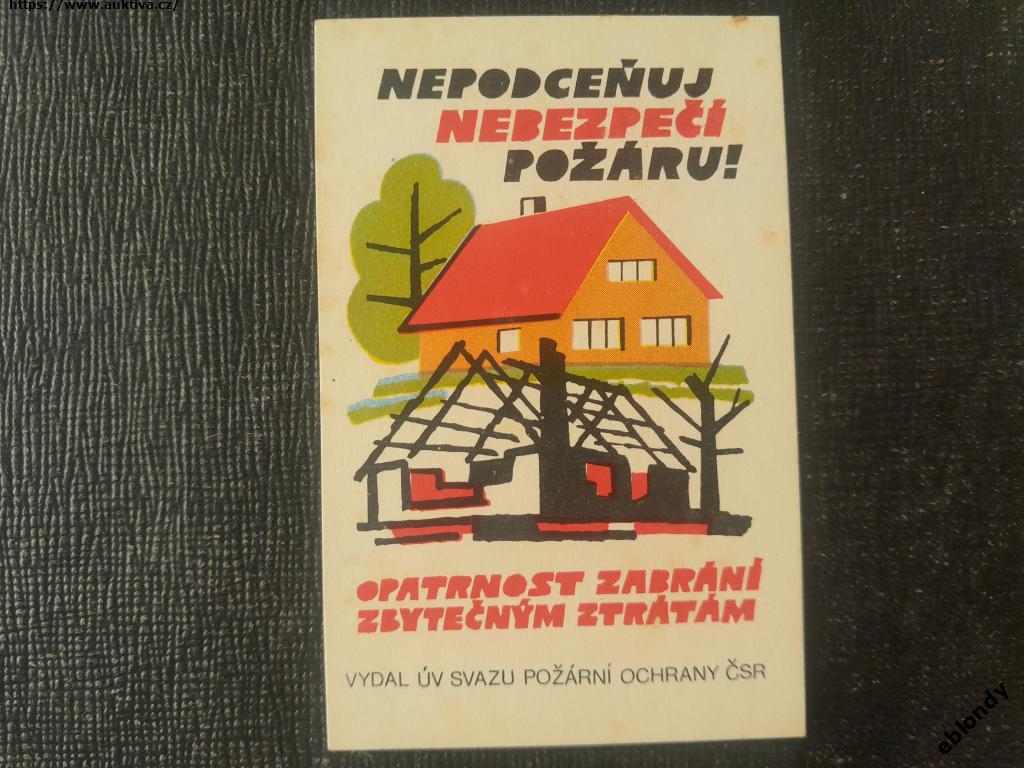 https://www.auktiva.cz/
NEPODCEŇUJ
NEBEZPEČÍ
POŽÁRU!
OPATRNOST ZABRÁNÍ
ZBYTEČNÝM ZTRÁTÁM
VYDAL ÚV SVAZU POŽÁRNÍ OCHRANY ČSR
eblondy